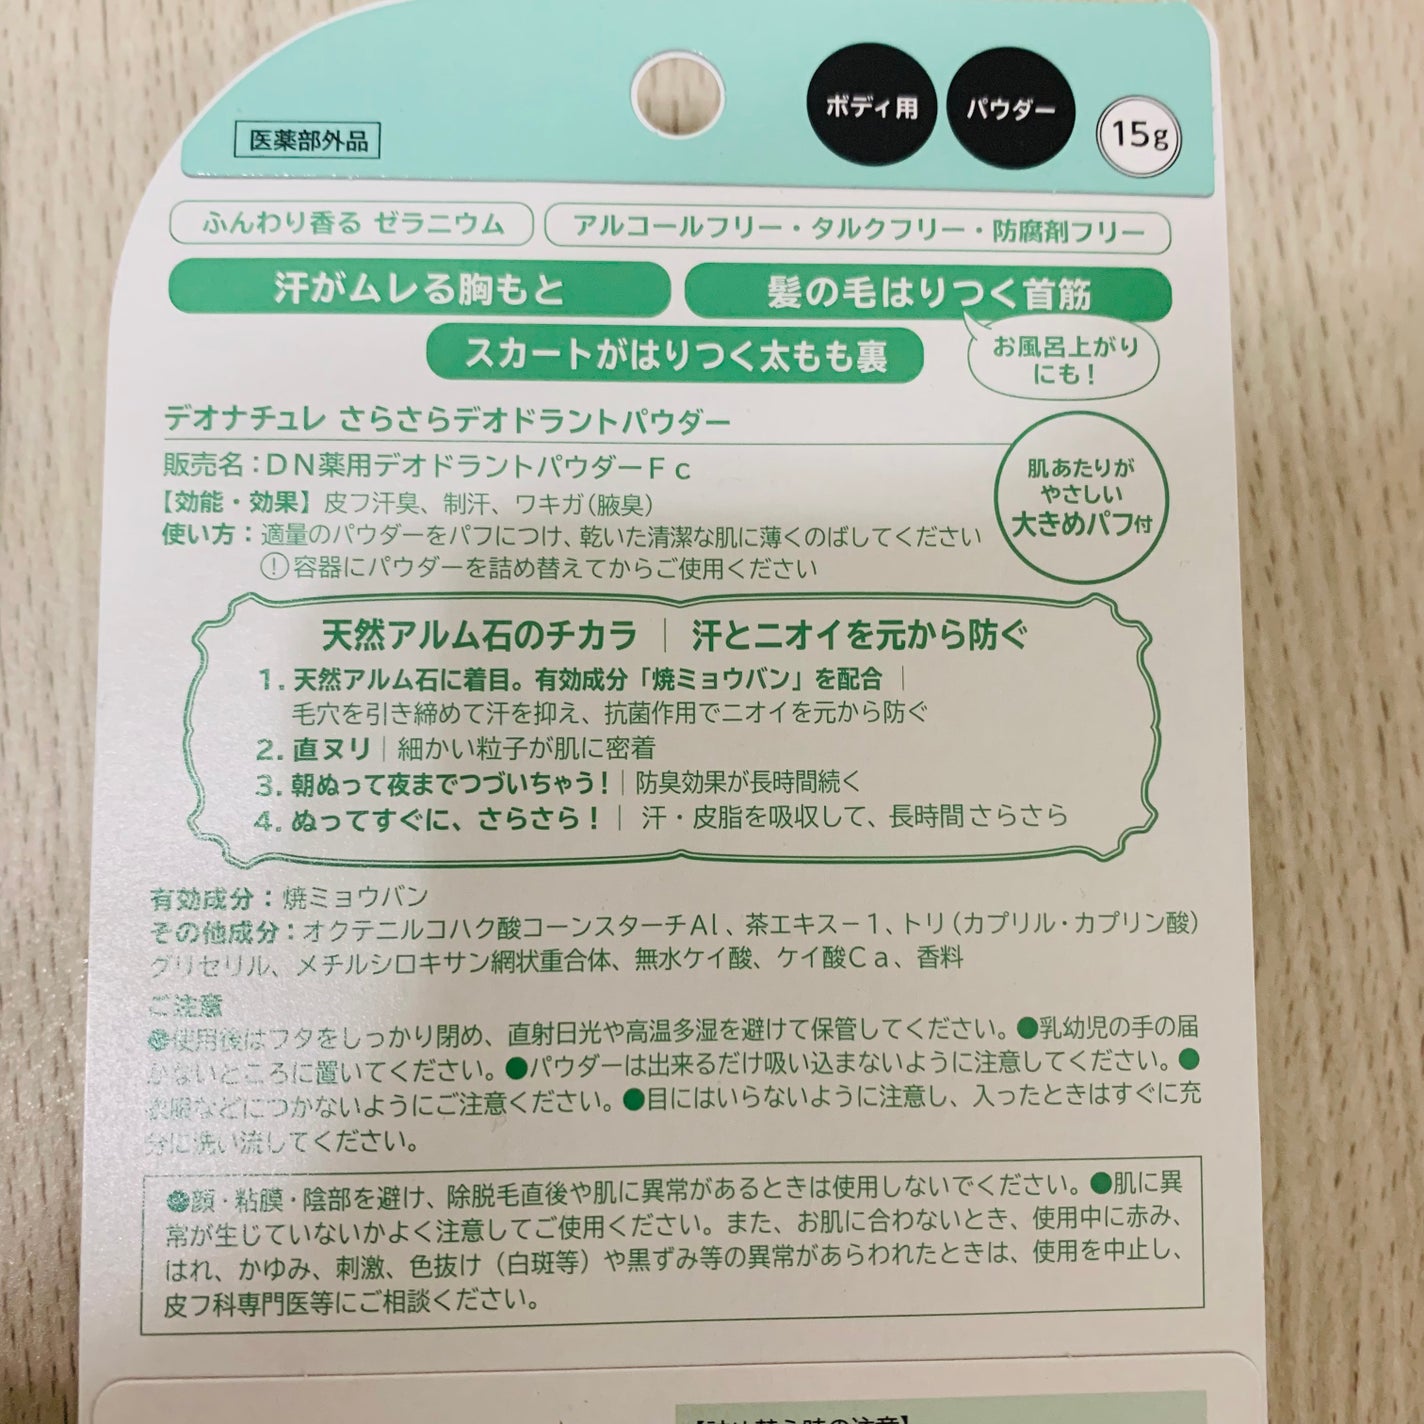 医薬部外品
ボディ用
パウダー
15g
ふんわり香る ゼラニウム
アルコールフリー・タルクフリー・防腐剤フリー
汗がムレる胸もと
髪の毛はりつく首筋
スカートがはりつく太もも裏
お風呂上がり
にも!
デオナチュレ さらさらデオドラントパウダー
販売名:DN薬用デオドラントパウダーFc
【効能・効果】皮フ汗臭、制汗、ワキガ(腋臭)
使い方:適量のパウダーをパフにつけ、乾いた清潔な肌に薄くのばしてください
!容器にパウダーを詰め替えてからご使用ください
肌あたりが
やさしい
大きめパフ付
天然アルム石のチカラ│汗とニオイを元から防ぐ
1. 天然アルム石に着目。有効成分「焼ミョウバン」を配合│
毛穴を引き締めて汗を抑え、抗菌作用でニオイを元から防ぐ
2. 直ヌリ│細かい粒子が肌に密着
3. 朝ぬって夜までつづいちゃう!│防臭効果が長時間続く
4. ぬってすぐに、さらさら!│汗・皮脂を吸収して、長時間さらさら
有効成分:焼ミョウバン
その他成分:オクテニルコハク酸コーンスターチAl、茶エキス-1、トリ(カプリル・カプリン酸)
グリセリル、メチルシロキサン網状重合体、無水ケイ酸、ケイ酸Ca、香料
ご注意
●使用後はフタをしっかり閉め、直射日光や高温多湿を避けて保管してください。●乳幼児の手の届
かないところに置いてください。●パウダーは出来るだけ吸い込まないように注意してください。●
衣服などにつかないようにご注意ください。●目にはいらないように注意し、入ったときはすぐに充
分に洗い流してください。
●顔・粘膜・陰部を避け、除脱毛直後や肌に異常があるときは使用しないでください。●肌に異
常が生じていないかよく注意してご使用ください。また、お肌に合わないとき、使用中に赤み、
はれ、かゆみ、刺激、色抜け(白斑等)や黒ずみ等の異常があらわれたときは、使用を中止し、
皮フ科専門医等にご相談ください。